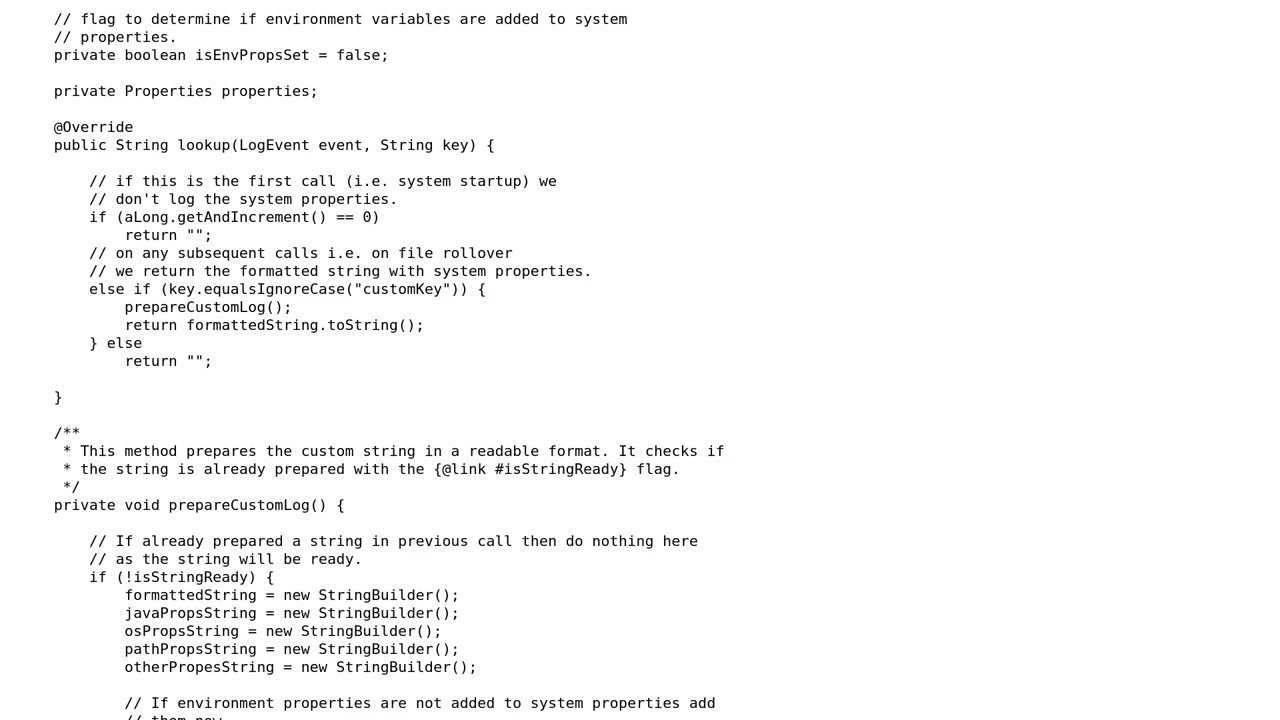 // flag to determine if environment variables are added to system
// properties.
private boolean isEnvPropsSet = false;
private Properties properties;
@Override
public String lookup(LogEvent event, String key) {
// if this is the first call (i.e. system startup) we
// don't log the system properties.
if (aLong.getAndIncrement() == 0)
return "";
// on any subsequent calls i.e. on file rollover
// we return the formatted string with system properties.
else if (key.equalsIgnoreCase("customKey")) {
prepareCustomLog();
return formattedString.toString();
} else
return "";
}
/**
* This method prepares the custom string in a readable format. It checks if
* the string is already prepared with the {@link #isStringReady} flag.
*/
private void prepareCustomLog() {
// If already prepared a string in previous call then do nothing here
// as the string will be ready.
if (!isStringReady) {
formattedString = new StringBuilder();
javaPropsString = new StringBuilder();
osPropsString = new StringBuilder();
pathPropsString = new StringBuilder();
otherPropesString = new StringBuilder();
// If environment properties are not added to system properties add
// them now